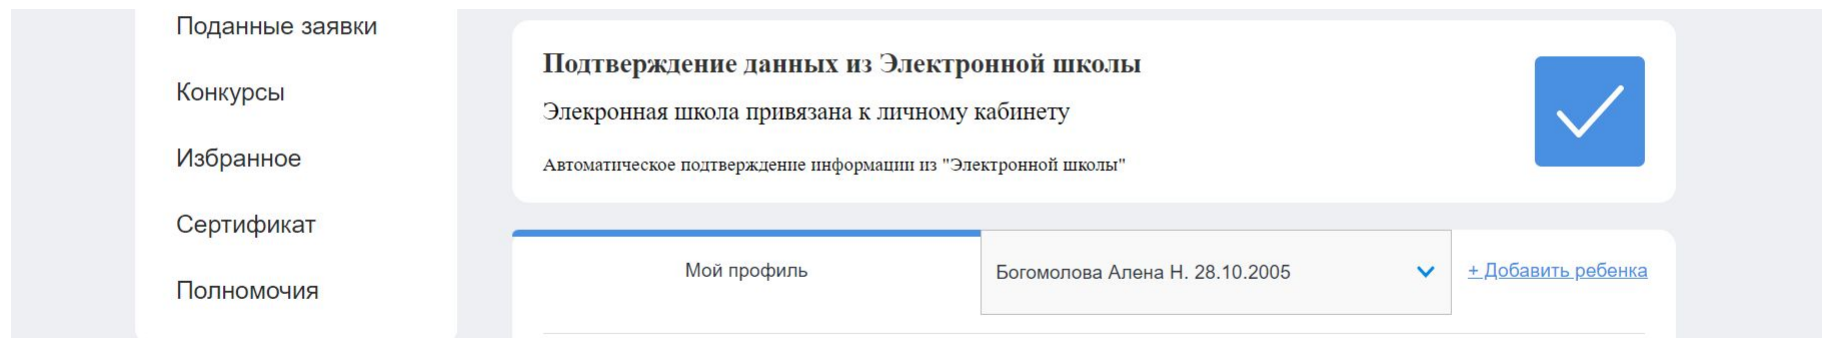 Поданные заявки
Конкурсы
Избранное
Сертификат
Полномочия
Подтверждение данных из Электронной школы
Элекронная школа привязана к личному кабинету
Автоматическое подтверждение информации из "Электронной школы"
Мой профиль
Богомолова Алена Н. 28.10.2005
+ Добавить ребенка